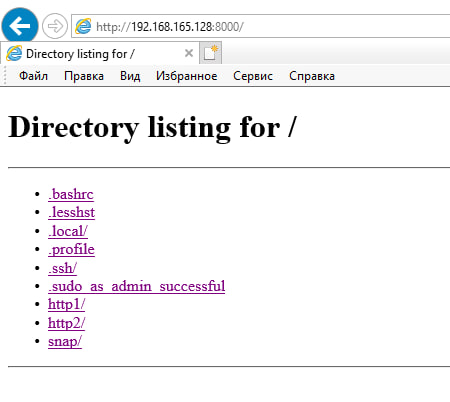 http://192.168.165.128:8000/
Directory listing for /
Файл Правка Вид Избранное Сервис Справка
Directory listing for /
.bashrc
.lesshst
.local/
.profile
.ssh/
.sudo_as_admin_successful
http1/
http2/
snap/